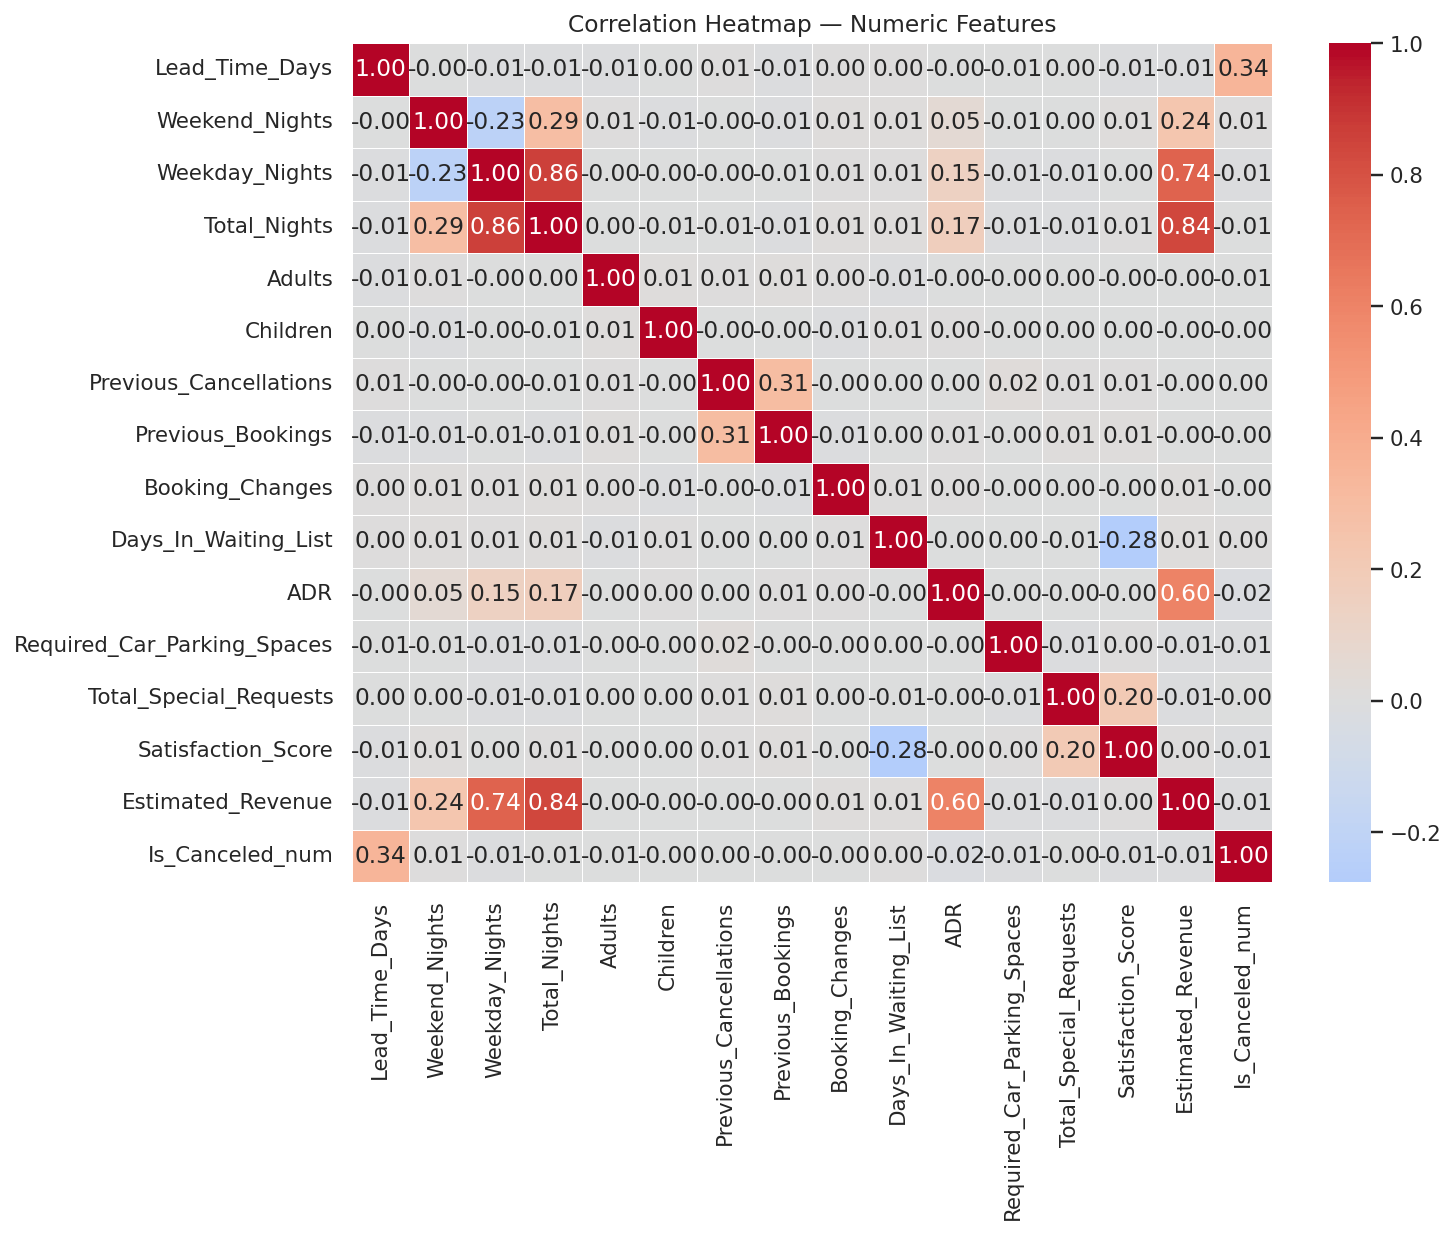 Correlation Heatmap — Numeric Features
Lead_Time_Days 1.00 -0.00 -0.01 -0.01 -0.01 0.00 0.01 -0.01 0.00 0.00 -0.00 -0.01 0.00 -0.01 -0.01 0.34
Weekend_Nights -0.00 1.00 -0.23 0.29 0.01 -0.01 -0.00 -0.01 0.01 0.01 0.05 -0.01 0.00 0.01 0.24 0.01
Weekday_Nights -0.01 -0.23 1.00 0.86 -0.00 -0.00 -0.00 -0.01 0.01 0.01 0.15 -0.01 -0.01 0.00 0.74 -0.01
Total_Nights -0.01 0.29 0.86 1.00 0.00 -0.01 -0.01 -0.01 0.01 0.01 0.17 -0.01 -0.01 0.01 0.84 -0.01
Adults -0.01 0.01 -0.00 0.00 1.00 0.01 0.01 0.01 0.00 -0.01 -0.00 -0.00 0.00 -0.00 -0.00 -0.01
Children 0.00 -0.01 -0.00 -0.01 0.01 1.00 -0.00 -0.00 -0.01 0.01 0.00 -0.00 0.00 0.00 -0.00 -0.00
Previous_Cancellations 0.01 -0.00 -0.00 -0.01 0.01 -0.00 1.00 0.31 -0.00 0.00 0.00 0.02 0.01 0.01 -0.00 0.00
Previous_Bookings -0.01 -0.01 -0.01 -0.01 0.01 -0.00 0.31 1.00 -0.01 0.00 0.01 -0.00 0.01 0.01 -0.00 -0.00
Booking_Changes 0.00 0.01 0.01 0.01 0.00 -0.01 -0.00 -0.01 1.00 0.01 0.00 -0.00 0.00 -0.00 0.01 -0.00
Days_In_Waiting_List 0.00 0.01 0.01 0.01 -0.01 0.01 0.00 0.00 0.01 1.00 -0.00 0.00 -0.01 -0.28 0.01 0.00
ADR -0.00 0.05 0.15 0.17 -0.00 0.00 0.00 0.01 0.00 -0.00 1.00 -0.00 -0.00 -0.00 0.60 -0.02
Required_Car_Parking_Spaces -0.01 -0.01 -0.01 -0.01 -0.00 -0.00 0.02 -0.00 -0.00 0.00 -0.00 1.00 -0.01 0.00 -0.01 -0.01
Total_Special_Requests 0.00 0.00 -0.01 -0.01 0.00 0.00 0.01 0.01 0.00 -0.01 -0.00 -0.01 1.00 0.20 -0.01 -0.00
Satisfaction_Score -0.01 0.01 0.00 0.01 -0.00 0.00 0.01 0.01 -0.00 -0.28 -0.00 0.00 0.20 1.00 0.00 -0.01
Estimated_Revenue -0.01 0.24 0.74 0.84 -0.00 -0.00 -0.00 -0.00 0.01 0.01 0.60 -0.01 -0.01 0.00 1.00 -0.01
Is_Canceled_num 0.34 0.01 -0.01 -0.01 -0.01 -0.00 0.00 -0.00 -0.00 0.00 -0.02 -0.01 -0.00 -0.01 -0.01 1.00
Lead_Time_Days
Weekend_Nights
Weekday_Nights
Total_Nights
Adults
Children
Previous_Cancellations
Previous_Bookings
Booking_Changes
Days_In_Waiting_List
ADR
Required_Car_Parking_Spaces
Total_Special_Requests
Satisfaction_Score
Estimated_Revenue
Is_Canceled_num
1.0
0.8
0.6
0.4
0.2
0.0
−0.2